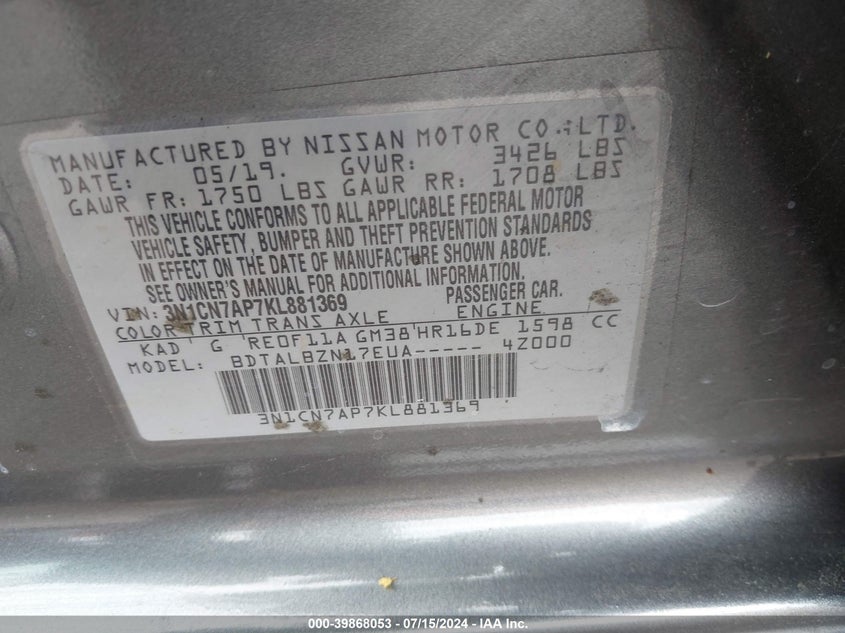 MANUFACTURED BY NISSAN MOTOR CO.,LTD.
DATE: 05/19. GVWR: 3426 LBS
GAWR FR: 1750 LBS GAWR RR: 1708 LBS
THIS VEHICLE CONFORMS TO ALL APPLICABLE FEDERAL MOTOR
VEHICLE SAFETY, BUMPER AND THEFT PREVENTION STANDARDS
IN EFFECT ON THE DATE OF MANUFACTURE SHOWN ABOVE.
SEE OWNER'S MANUAL FOR ADDITIONAL INFORMATION.
VIN: 3N1CN7AP7KL881369 PASSENGER CAR.
COLOR TRIM TRANS AXLE ENGINE
KAD G RE0F11A GM38 HR16DE 1598 CC
MODEL: BDTALBZN17EUA----- 4Z000
3N1CN7AP7KL881369
000-39868053 - 07/15/2024 - IAA Inc.